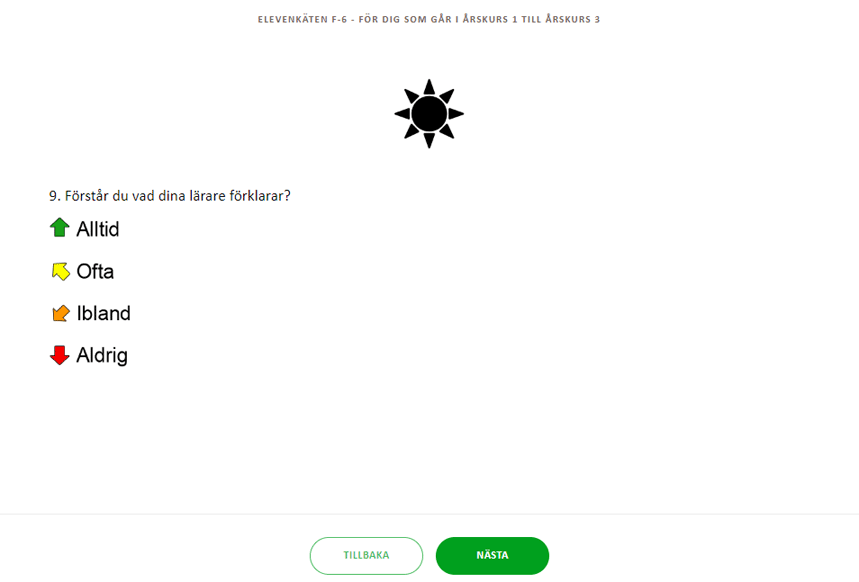 ELEVENKÄTEN F-6 - FÖR DIG SOM GÅR I ÅRSKURS 1 TILL ÅRSKURS 3
9. Förstår du vad dina lärare förklarar?
Alltid
Ofta
Ibland
Aldrig
TILLBAKA
NÄSTA